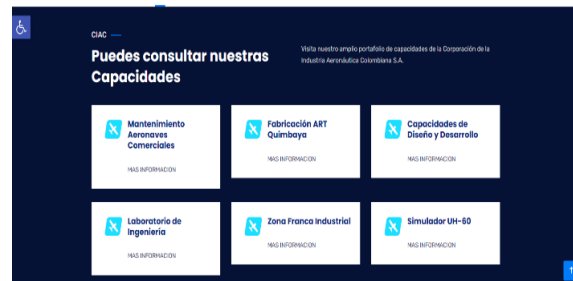 CIAC
Puedes consultar nuestras
Capacidades
Visita nuestro amplio portafolio de capacidades de la Corporación de la
Industria Aeronáutica Colombiana S.A.
Mantenimiento
Aeronaves
Comerciales
MAS INFORMACION
Fabricación ART
Quimbaya
MAS INFORMACION
Capacidades de
Diseño y Desarrollo
MAS INFORMACION
Laboratorio de
Ingeniería
MAS INFORMACION
Zona Franca Industrial
MAS INFORMACION
Simulador UH-60
MAS INFORMACION